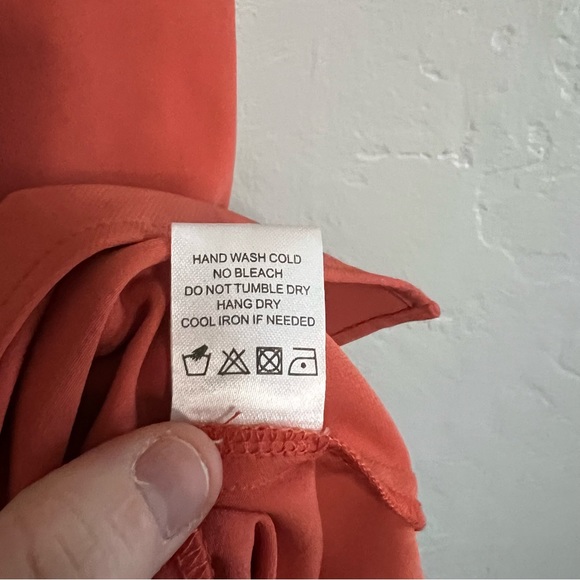 HAND WASH COLD
NO BLEACH
DO NOT TUMBLE DRY
HANG DRY
COOL IRON IF NEEDED